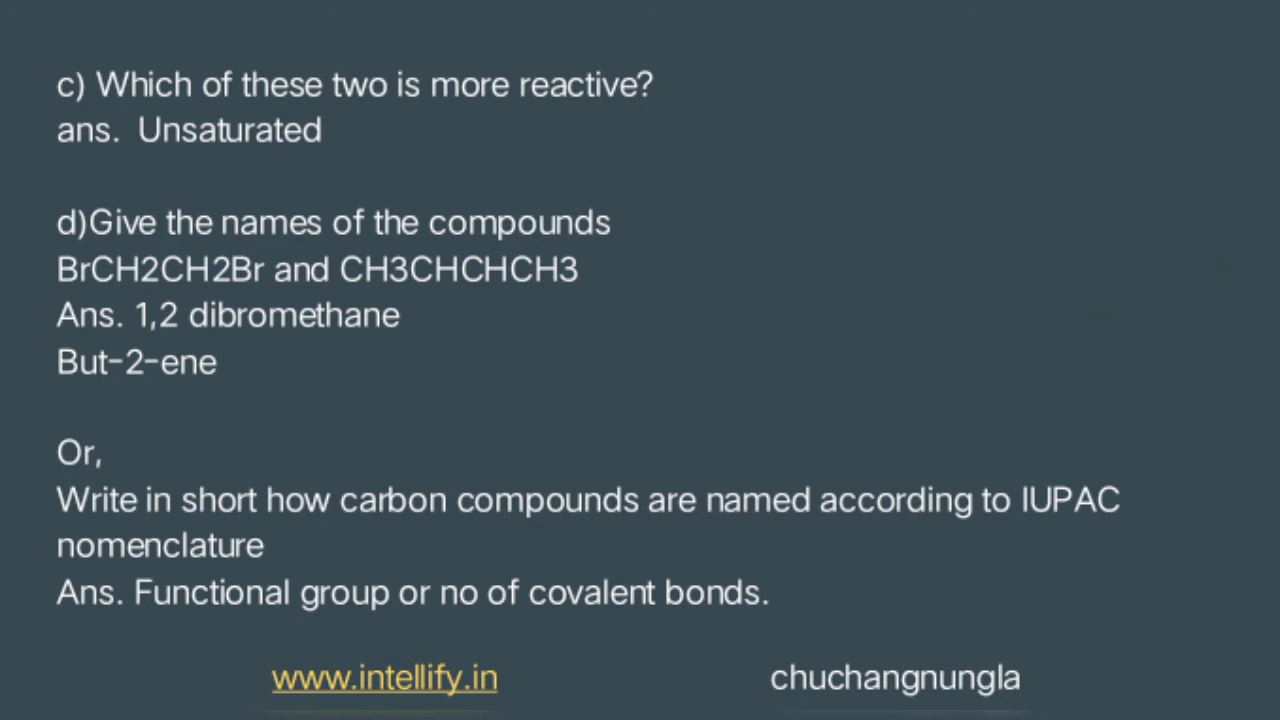 c) Which of these two is more reactive?
ans. Unsaturated
d)Give the names of the compounds
BrCH2CH2Br and CH3CHCHCH3
Ans. 1,2 dibromethane
But-2-ene
Or,
Write in short how carbon compounds are named according to IUPAC
nomenclature
Ans. Functional group or no of covalent bonds.
www.intellify.in
chuchangnungla